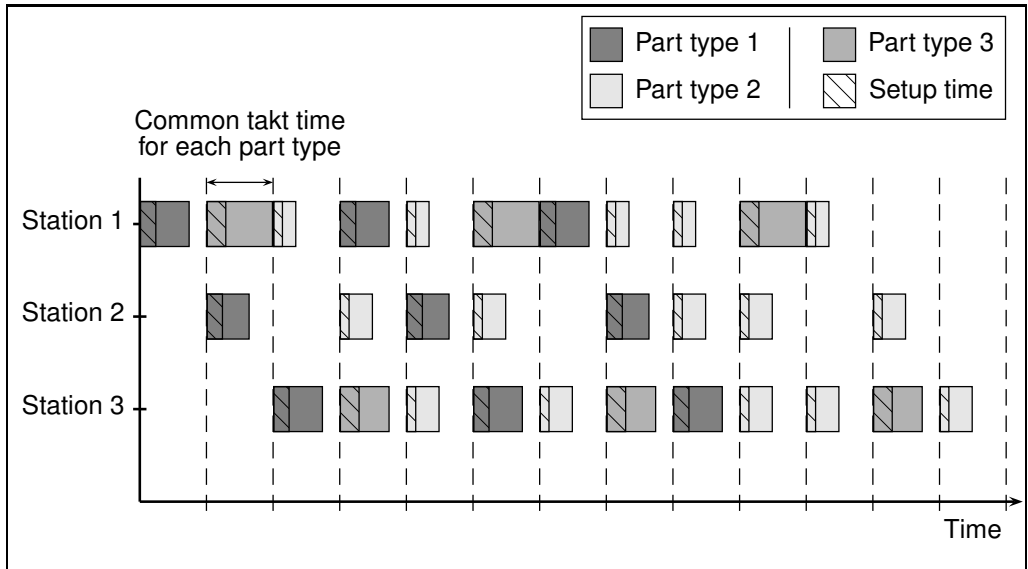 Part type 1
Part type 3
Part type 2
Setup time
Common takt time
for each part type
Station 1
Station 2
Station 3
Time